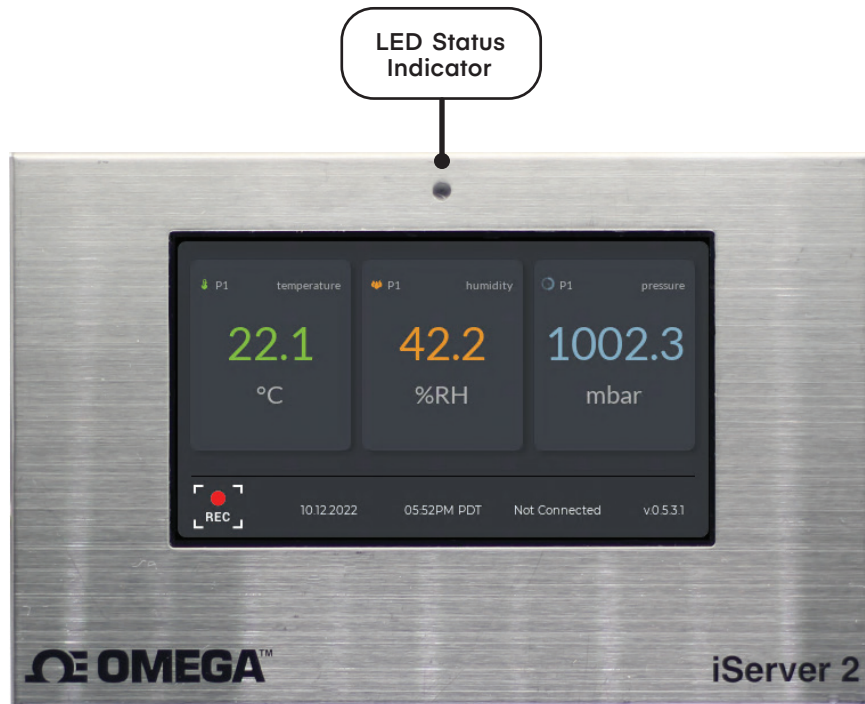 LED Status
Indicator
P1 temperature
P1 humidity
P1 pressure
22.1
42.2
1002.3
°C
%RH
mbar
REC
10.12.2022
05:52PM PDT
Not Connected
v.0.5.3.1
ΩE OMEGA™
iServer 2